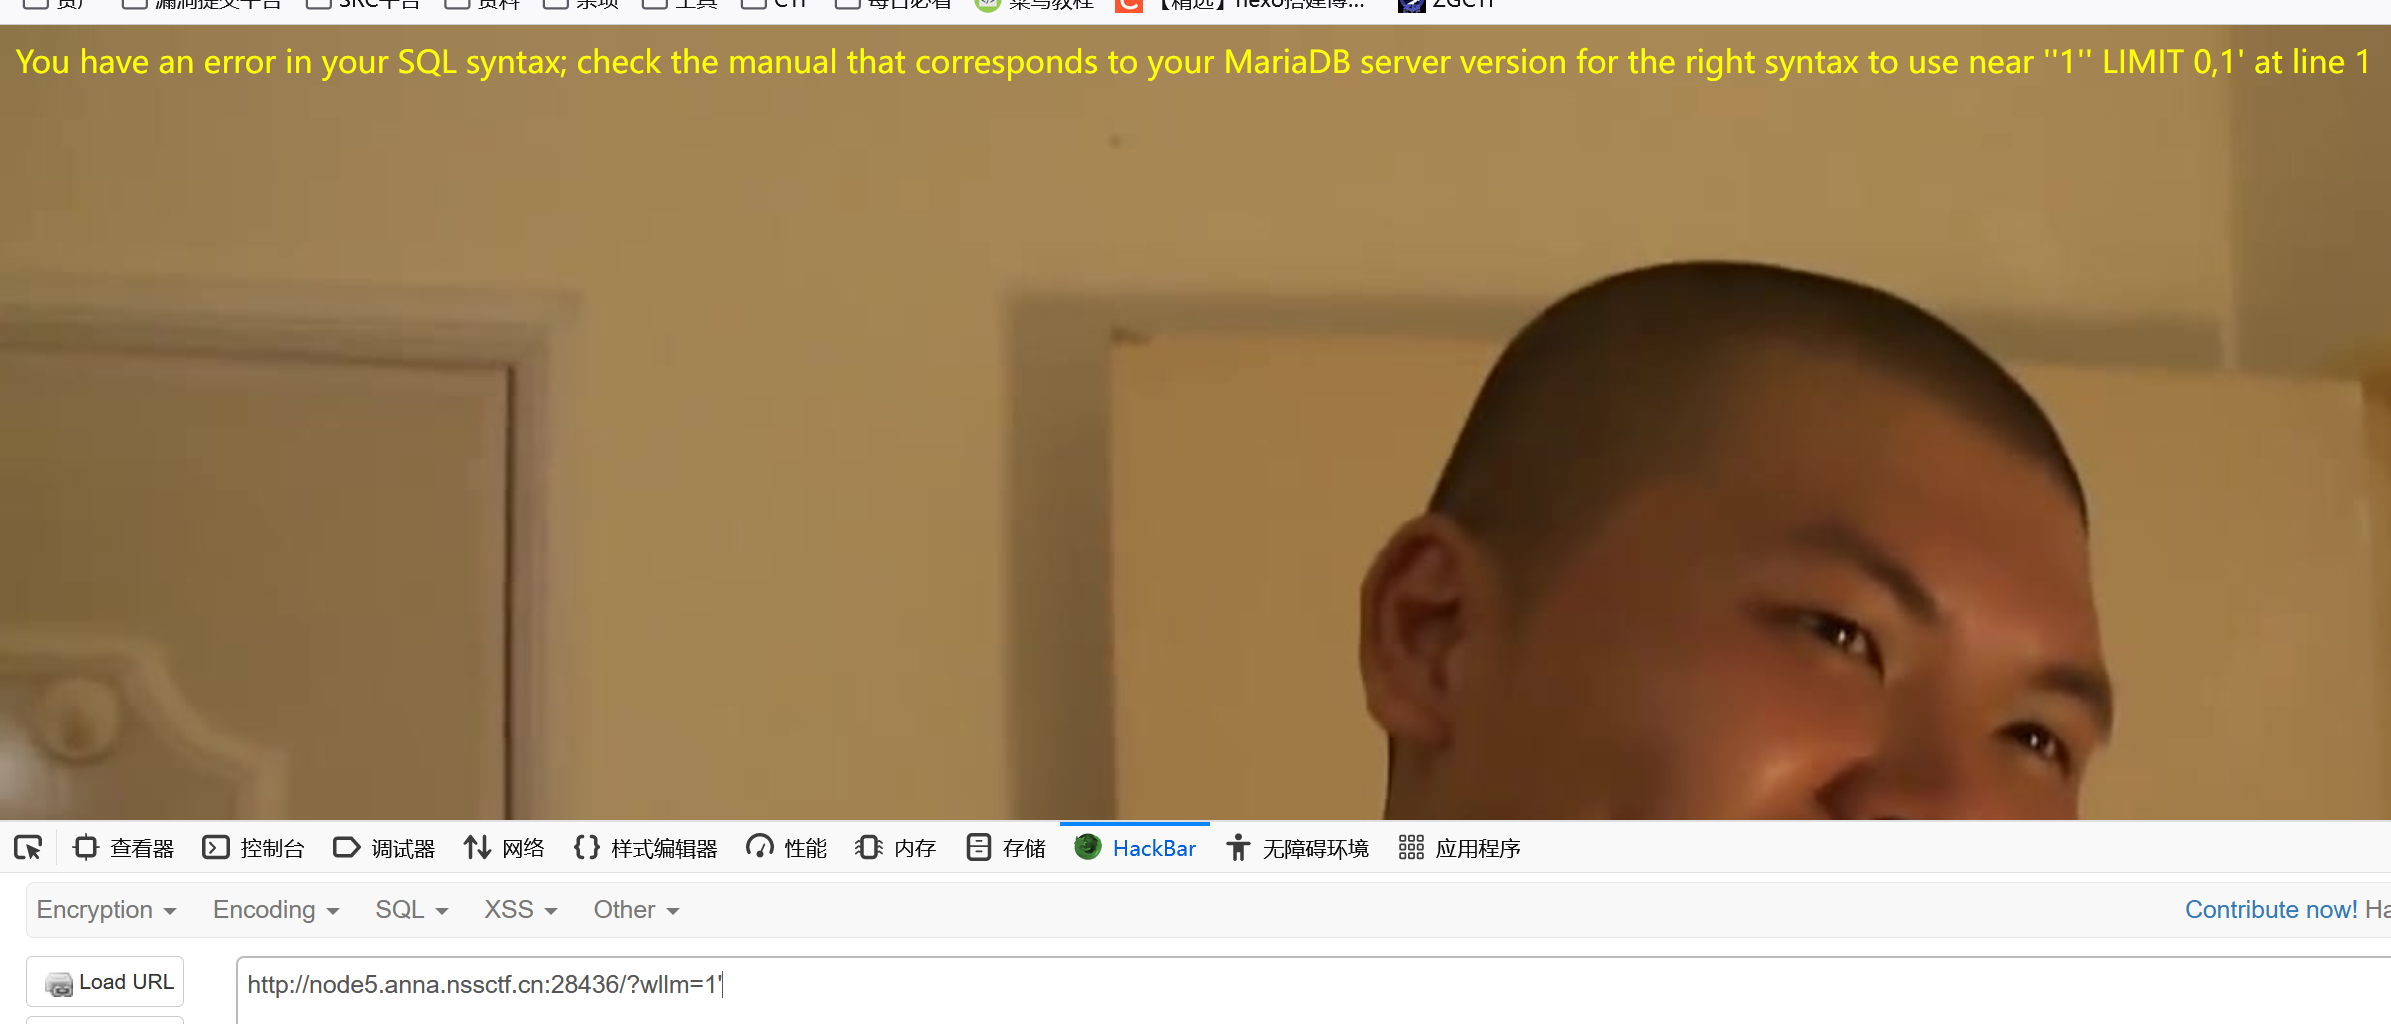 资产 漏洞提交平台 SRC平台 资料 杂项 工具 CTF 每日必看 菜鸟教程 【精选】hexo搭建博... ZGCTF
You have an error in your SQL syntax; check the manual that corresponds to your MariaDB server version for the right syntax to use near ''1'' LIMIT 0,1' at line 1
查看器 控制台 调试器 网络 样式编辑器 性能 内存 存储 HackBar 无障碍环境 应用程序
Encryption Encoding SQL XSS Other Contribute now! Ha
Load URL http://node5.anna.nssctf.cn:28436/?wllm=1'